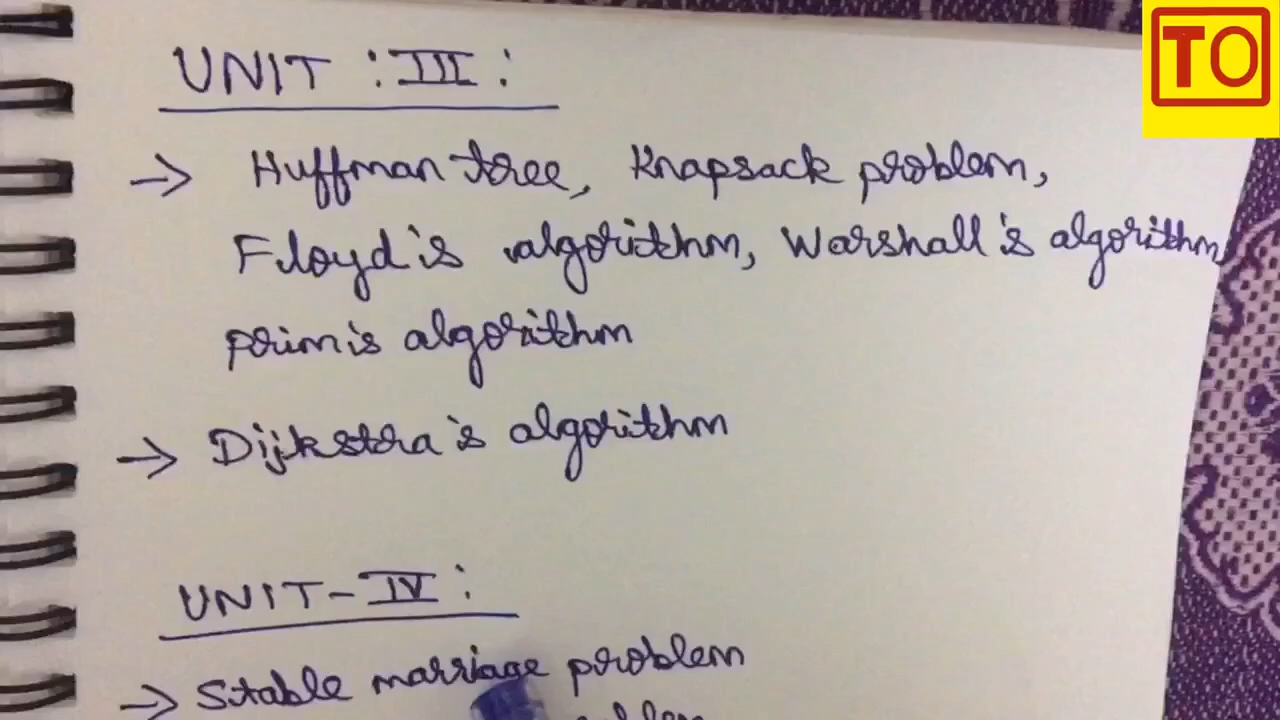 TO
UNIT : III :
→ Huffman tree, Knapsack problem,
Floyd's algorithm, Warshall's algorithm
prim's algorithm
→ Dijkstra's algorithm
UNIT - IV :
→ Stable marriage problem
problem